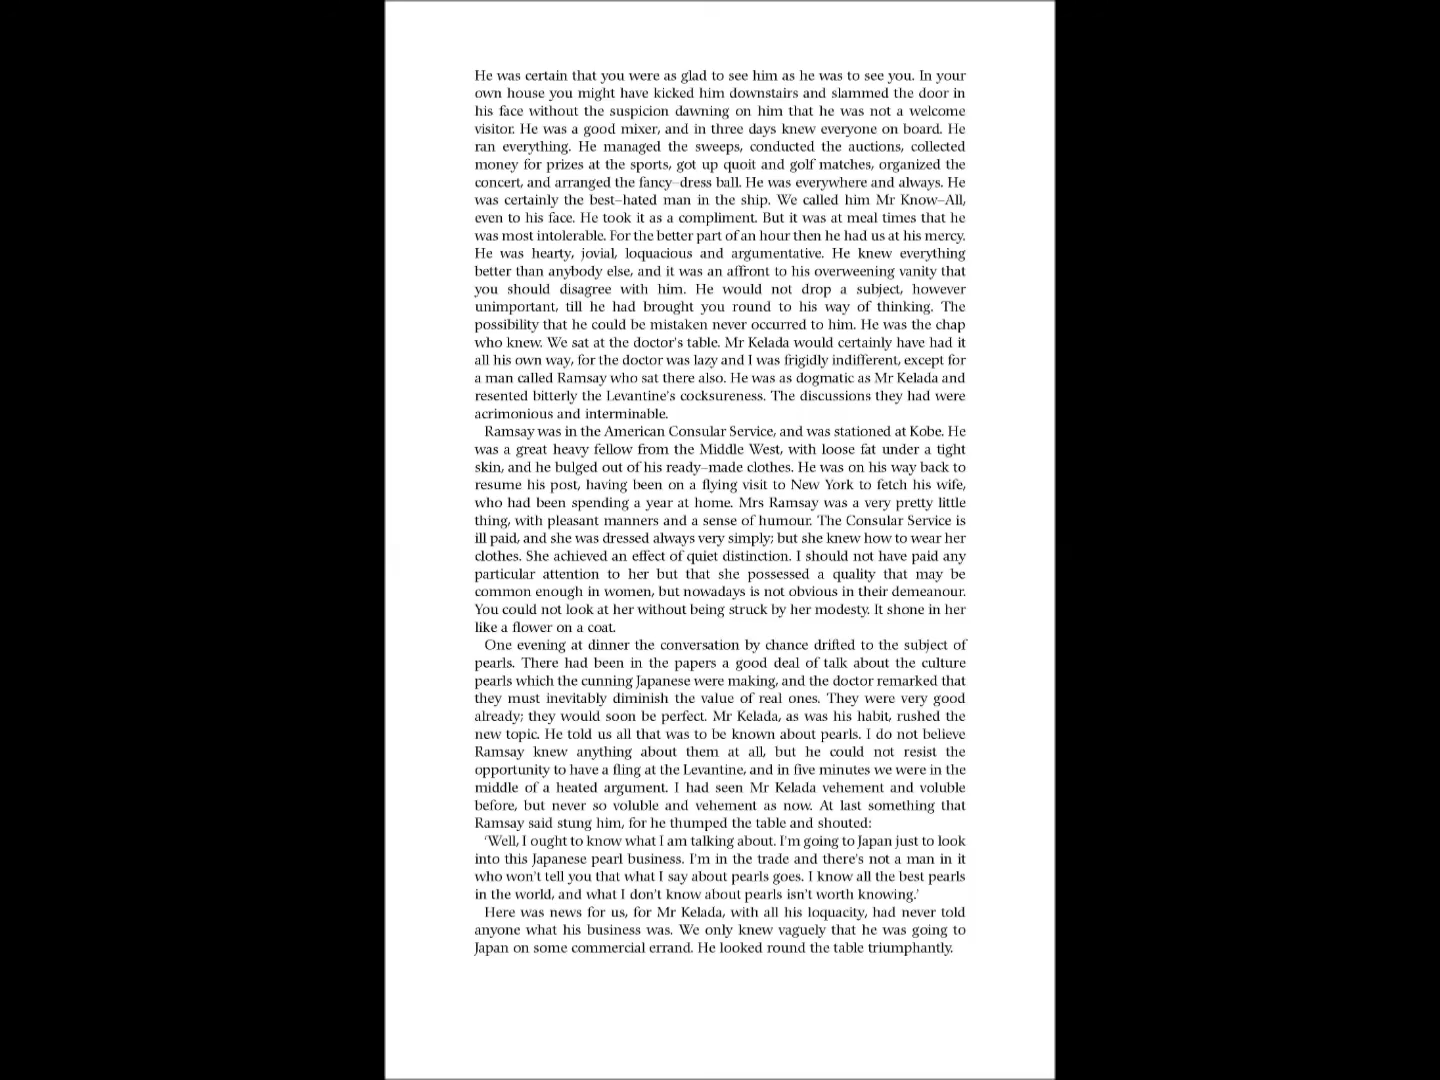 He was certain that you were as glad to see him as he was to see you. In your
own house you might have kicked him downstairs and slammed the door in
his face without the suspicion dawning on him that he was not a welcome
visitor. He was a good mixer, and in three days knew everyone on board. He
ran everything. He managed the sweeps, conducted the auctions, collected
money for prizes at the sports, got up quoit and golf matches, organized the
concert, and arranged the fancy–dress ball. He was everywhere and always. He
was certainly the best–hated man in the ship. We called him Mr Know–All,
even to his face. He took it as a compliment. But it was at meal times that he
was most intolerable. For the better part of an hour then he had us at his mercy.
He was hearty, jovial, loquacious and argumentative. He knew everything
better than anybody else, and it was an affront to his overweening vanity that
you should disagree with him. He would not drop a subject, however
unimportant, till he had brought you round to his way of thinking. The
possibility that he could be mistaken never occurred to him. He was the chap
who knew. We sat at the doctor's table. Mr Kelada would certainly have had it
all his own way, for the doctor was lazy and I was frigidly indifferent, except for
a man called Ramsay who sat there also. He was as dogmatic as Mr Kelada and
resented bitterly the Levantine's cocksureness. The discussions they had were
acrimonious and interminable.
Ramsay was in the American Consular Service, and was stationed at Kobe. He
was a great heavy fellow from the Middle West, with loose fat under a tight
skin, and he bulged out of his ready–made clothes. He was on his way back to
resume his post, having been on a flying visit to New York to fetch his wife,
who had been spending a year at home. Mrs Ramsay was a very pretty little
thing, with pleasant manners and a sense of humour. The Consular Service is
ill paid, and she was dressed always very simply; but she knew how to wear her
clothes. She achieved an effect of quiet distinction. I should not have paid any
particular attention to her but that she possessed a quality that may be
common enough in women, but nowadays is not obvious in their demeanour.
You could not look at her without being struck by her modesty. It shone in her
like a flower on a coat.
One evening at dinner the conversation by chance drifted to the subject of
pearls. There had been in the papers a good deal of talk about the culture
pearls which the cunning Japanese were making, and the doctor remarked that
they must inevitably diminish the value of real ones. They were very good
already; they would soon be perfect. Mr Kelada, as was his habit, rushed the
new topic. He told us all that was to be known about pearls. I do not believe
Ramsay knew anything about them at all, but he could not resist the
opportunity to have a fling at the Levantine, and in five minutes we were in the
middle of a heated argument. I had seen Mr Kelada vehement and voluble
before, but never so voluble and vehement as now. At last something that
Ramsay said stung him, for he thumped the table and shouted:
'Well, I ought to know what I am talking about. I'm going to Japan just to look
into this Japanese pearl business. I'm in the trade and there's not a man in it
who won't tell you that what I say about pearls goes. I know all the best pearls
in the world, and what I don't know about pearls isn't worth knowing.'
Here was news for us, for Mr Kelada, with all his loquacity, had never told
anyone what his business was. We only knew vaguely that he was going to
Japan on some commercial errand. He looked round the table triumphantly.